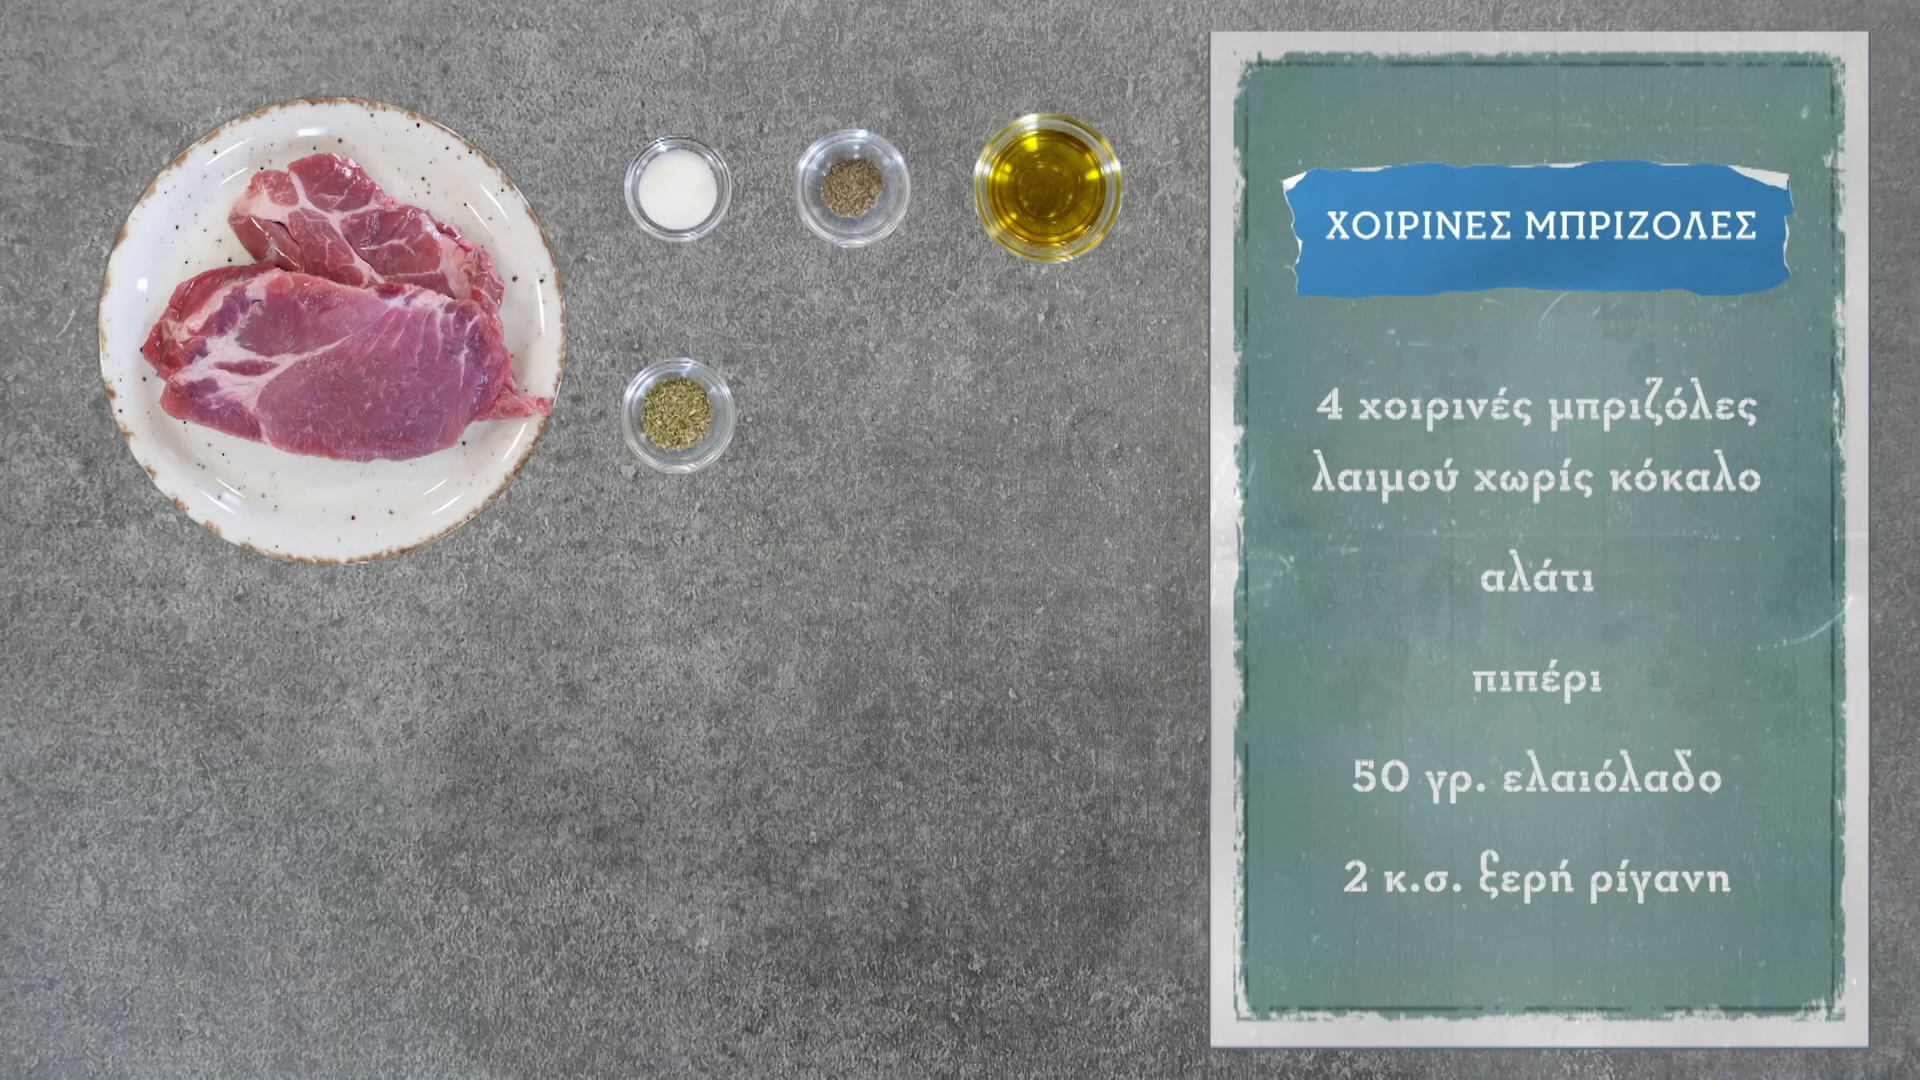 ΧΟΙΡΙΝΕΣ ΜΠΡΙΖΟΛΕΣ
4 χοιρινές μπριζόλες
λαιμού χωρίς κόκαλο
αλάτι
πιπέρι
50 γρ. ελαιόλαδο
2 κ.σ. ξερή ρίγανη